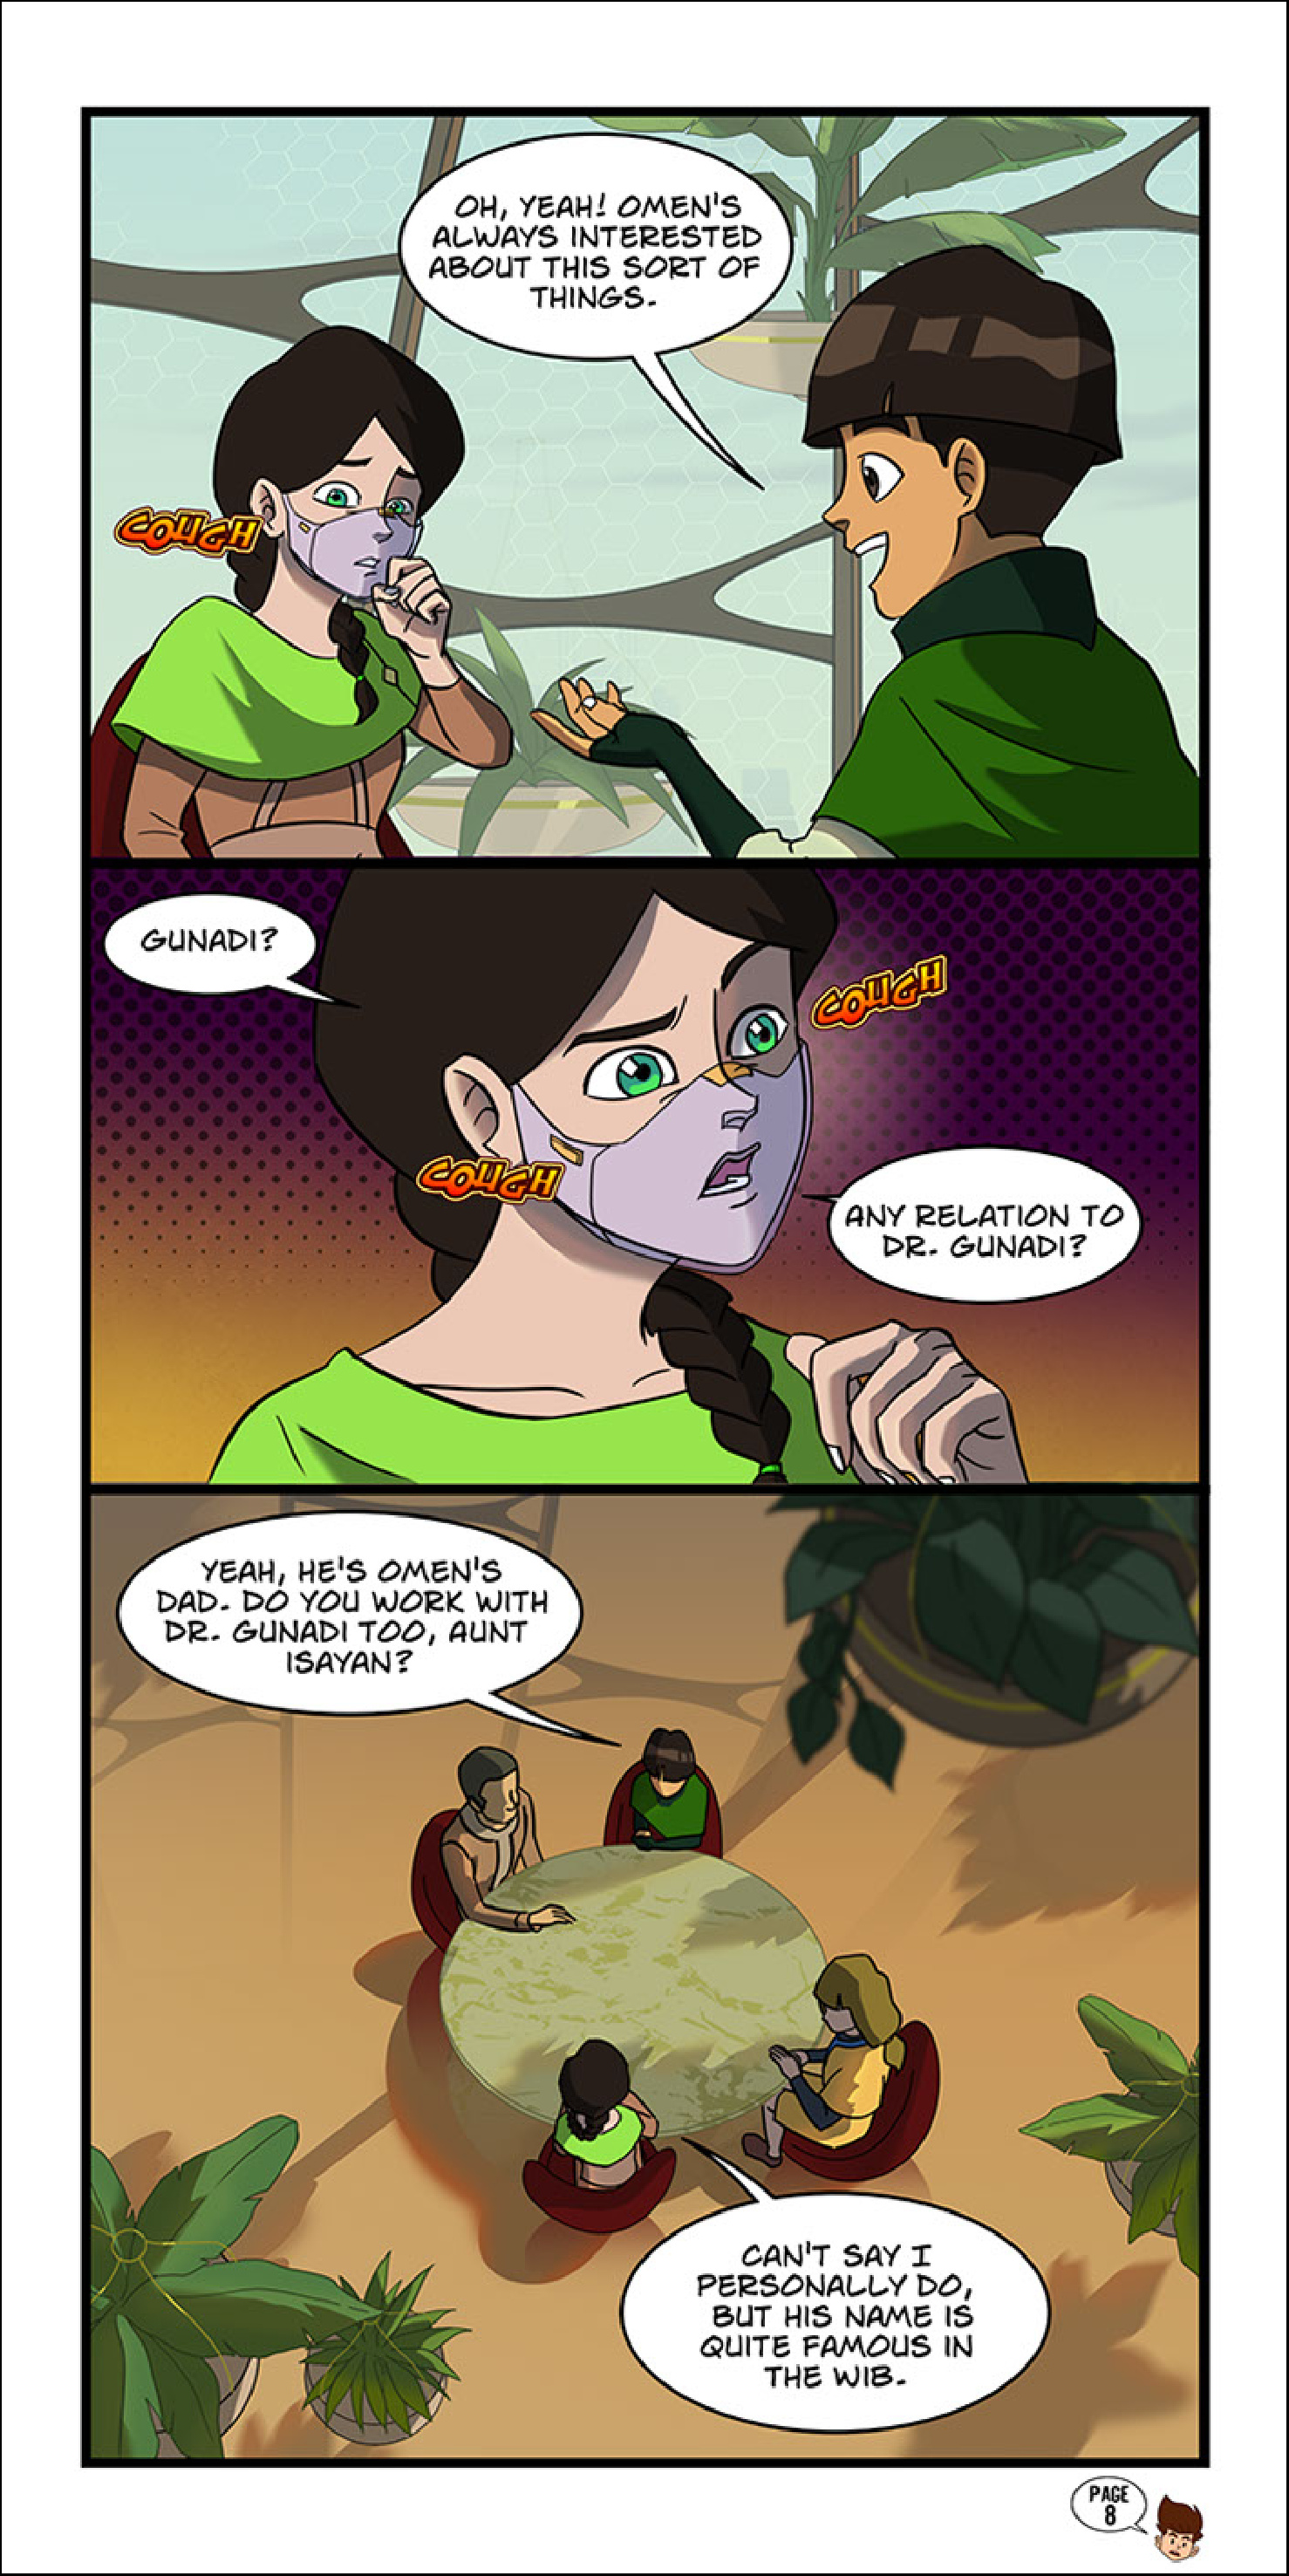 OH, YEAH! OMEN'S
ALWAYS INTERESTED
ABOUT THIS SORT OF
THINGS.
COUGH
GUNADI?
COUGH
COUGH
ANY RELATION TO
DR. GUNADI?
YEAH, HE'S OMEN'S
DAD. DO YOU WORK WITH
DR. GUNADI TOO, AUNT
ISAYAN?
CAN'T SAY I
PERSONALLY DO,
BUT HIS NAME IS
QUITE FAMOUS IN
THE WIB.
PAGE
8